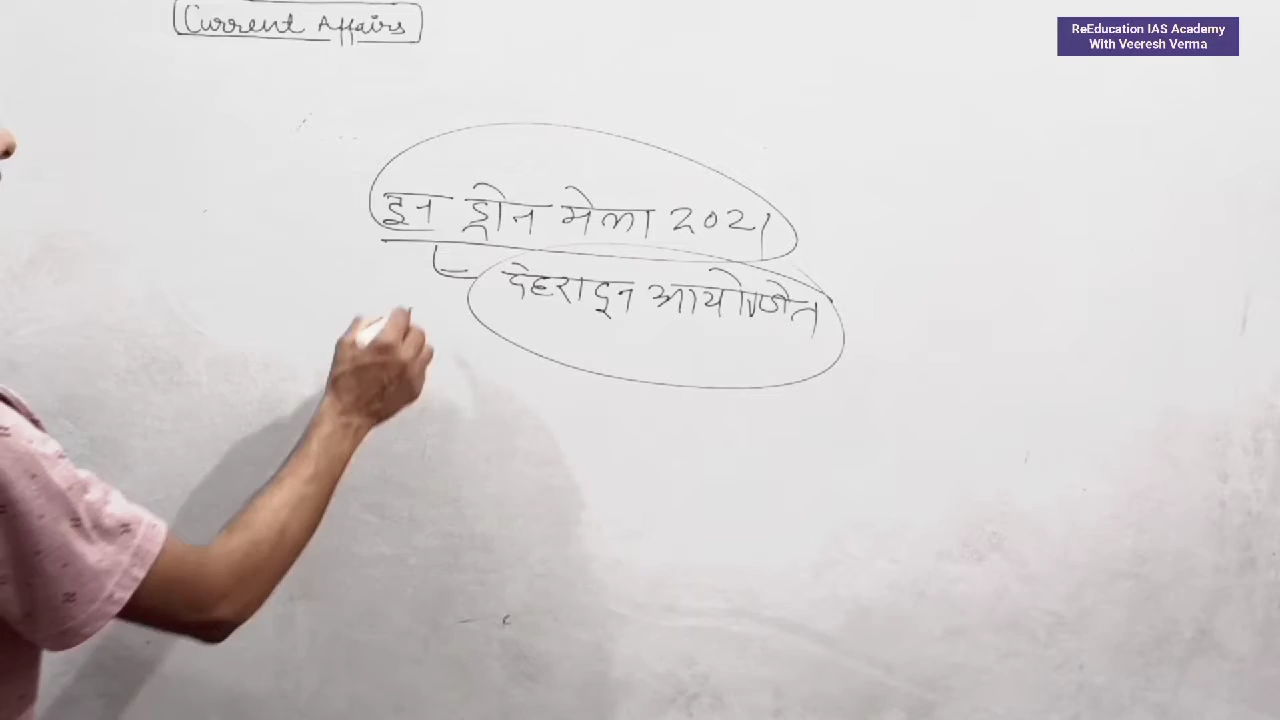 Current Affairs
ReEducation IAS Academy
With Veeresh Verma
इन ड्रोन मेला 2021
देहरादून आयोजित